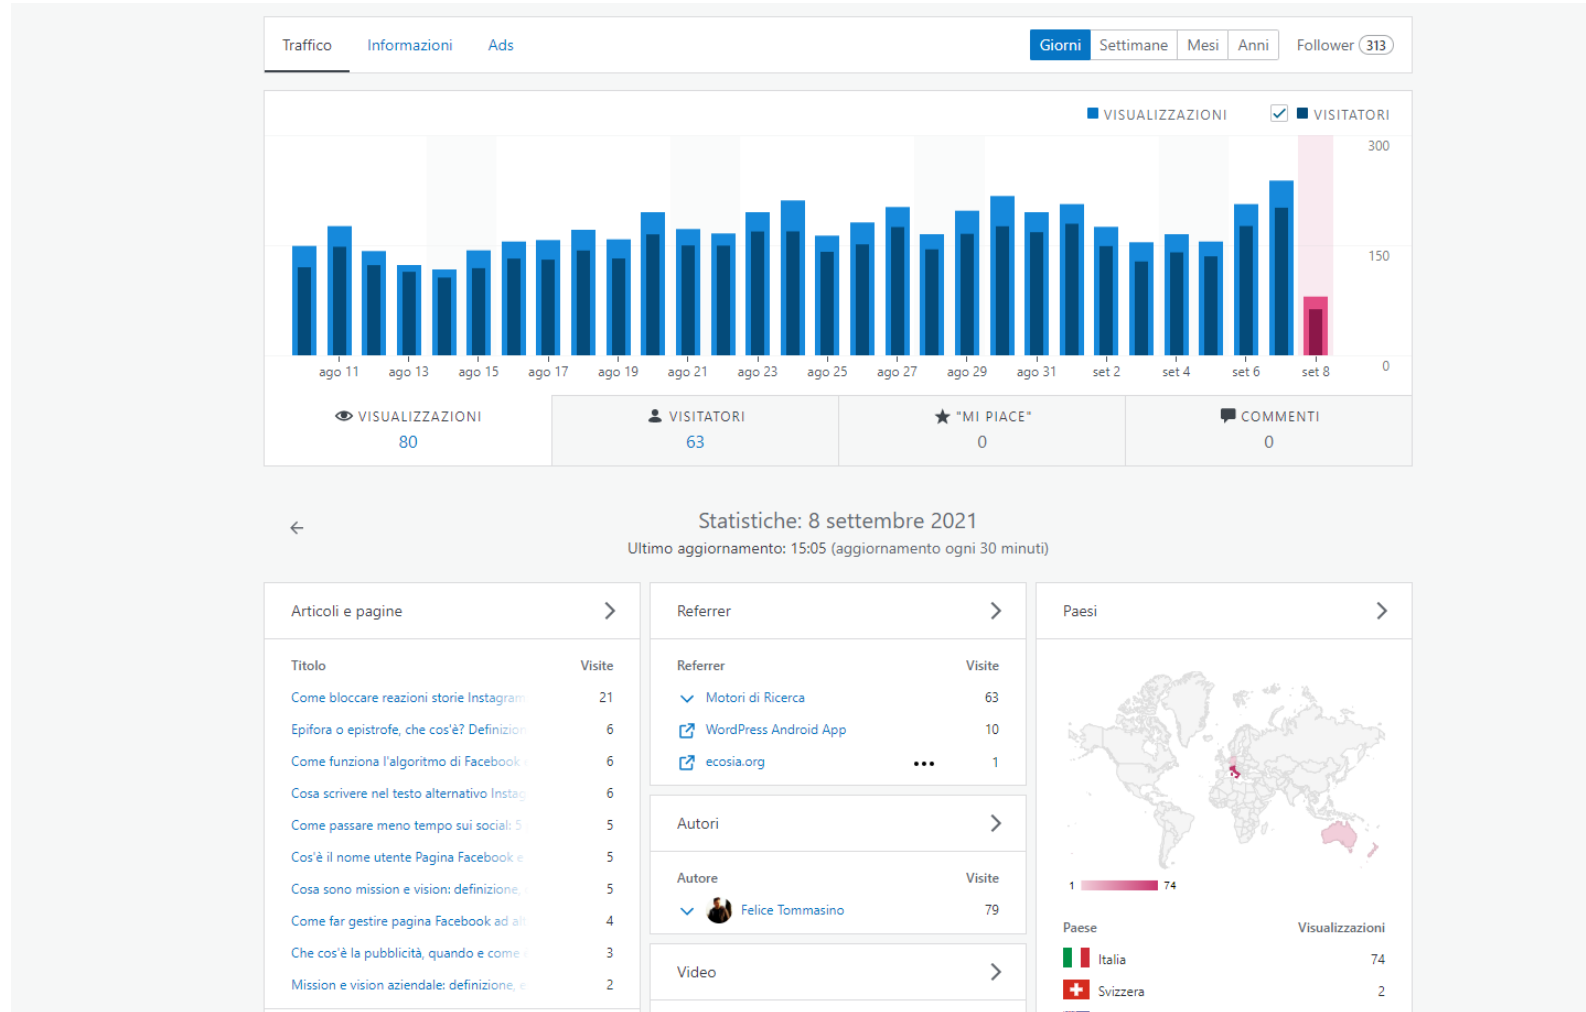 Traffico Informazioni Ads Giorni Settimane Mesi Anni Follower 313
VISUALIZZAZIONI VISITATORI
300
150
0
ago 11 ago 13 ago 15 ago 17 ago 19 ago 21 ago 23 ago 25 ago 27 ago 29 ago 31 set 2 set 4 set 6 set 8
VISUALIZZAZIONI VISITATORI "MI PIACE" COMMENTI
80 63 0 0
Statistiche: 8 settembre 2021
Ultimo aggiornamento: 15:05 (aggiornamento ogni 30 minuti)
Articoli e pagine
Titolo Visite
Come bloccare reazioni storie Instagram 21
Epifora o epistrofe, che cos'è? Definizion 6
Come funziona l'algoritmo di Facebook 6
Cosa scrivere nel testo alternativo Instag 6
Come passare meno tempo sui social: 5 5
Cos'è il nome utente Pagina Facebook e 5
Cosa sono mission e vision: definizione, 5
Come far gestire pagina Facebook ad alt 4
Che cos'è la pubblicità, quando e come 3
Mission e vision aziendale: definizione, e 2
Referrer
Referrer Visite
Motori di Ricerca 63
WordPress Android App 10
ecosia.org ••• 1
Autori
Autore Visite
Felice Tommasino 79
Video
Paesi
1 74
Paese Visualizzazioni
Italia 74
Svizzera 2